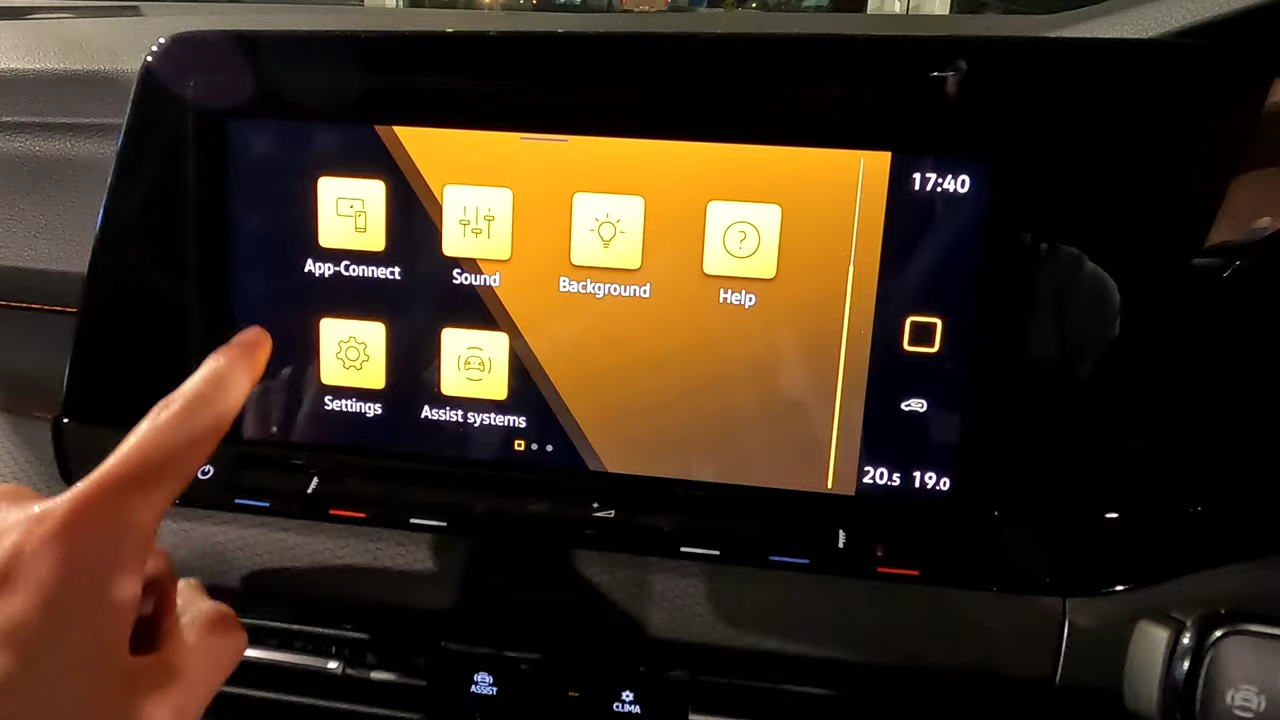 17:40
App-Connect
Sound
Background
Help
Settings
Assist systems
20.5 19.0
ASSIST
CLIMA